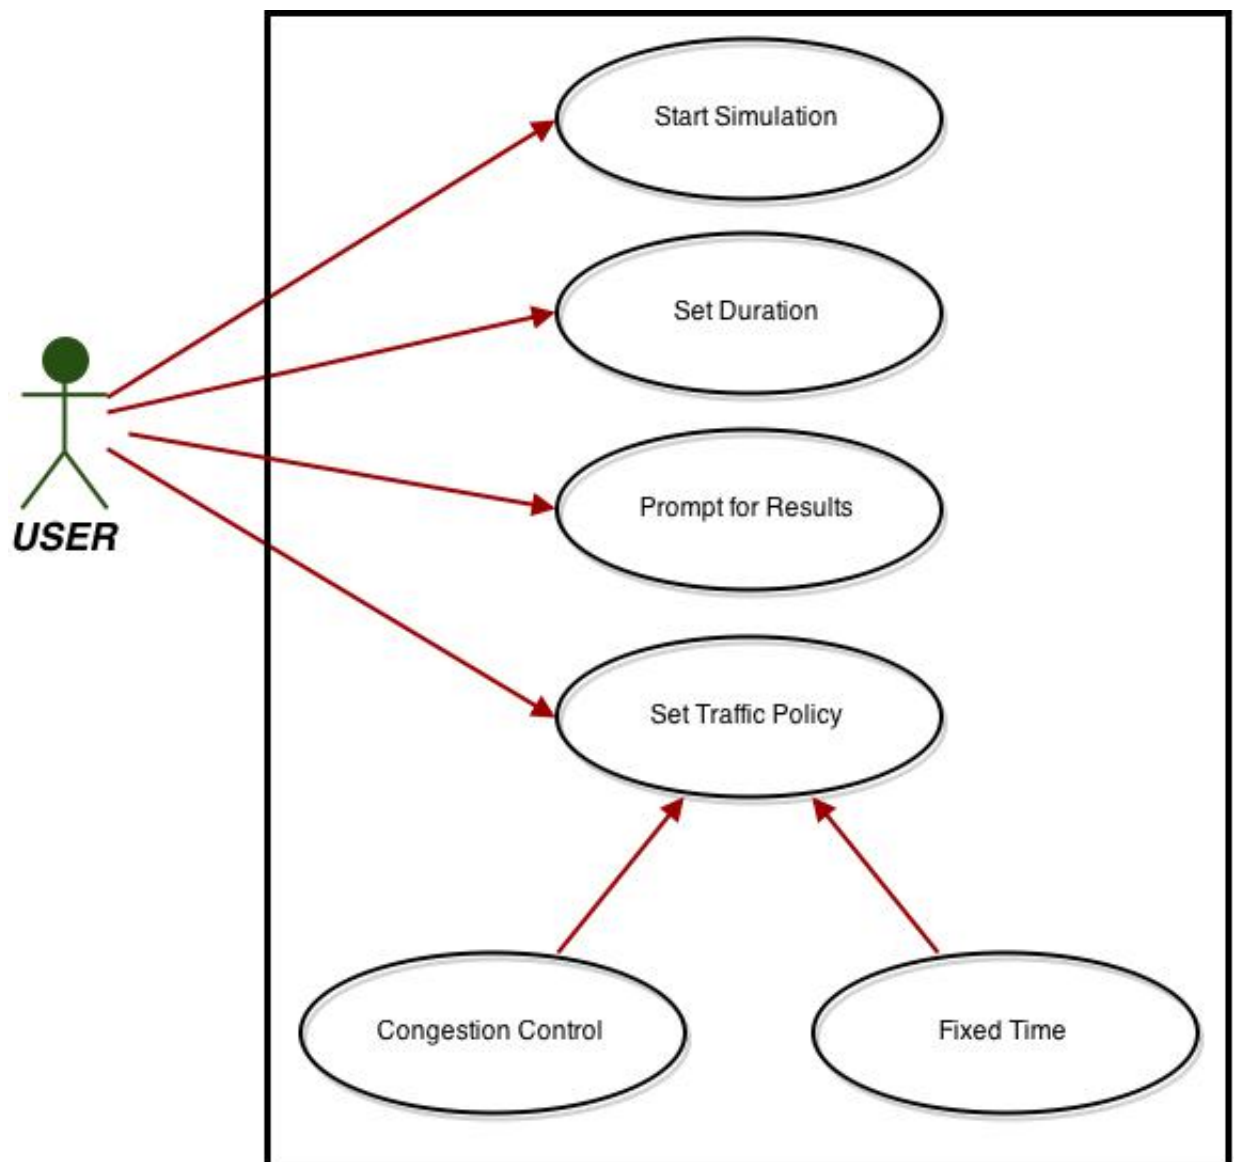 Start Simulation
Set Duration
USER
Prompt for Results
Set Traffic Policy
Congestion Control
Fixed Time